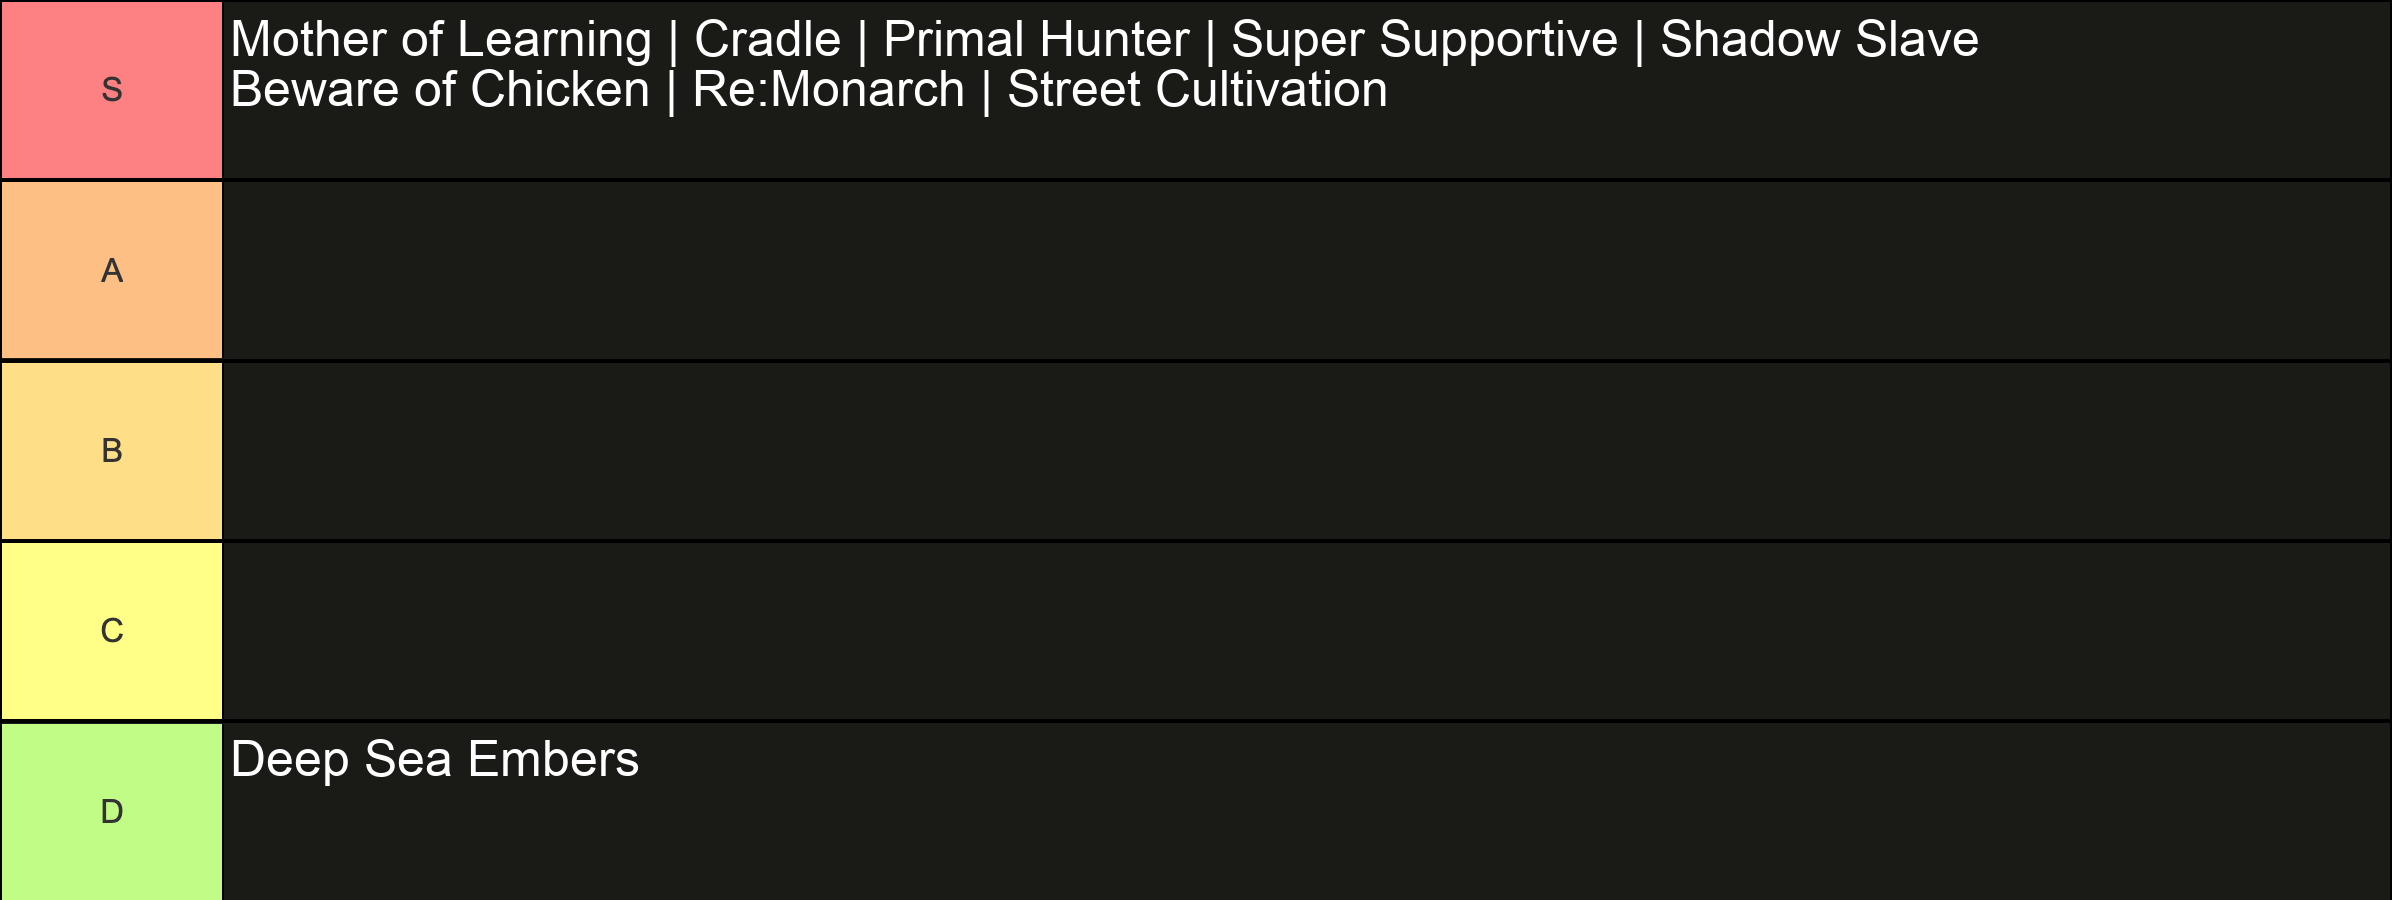 S
Mother of Learning | Cradle | Primal Hunter | Super Supportive | Shadow Slave
Beware of Chicken | Re:Monarch | Street Cultivation
A
B
C
D
Deep Sea Embers